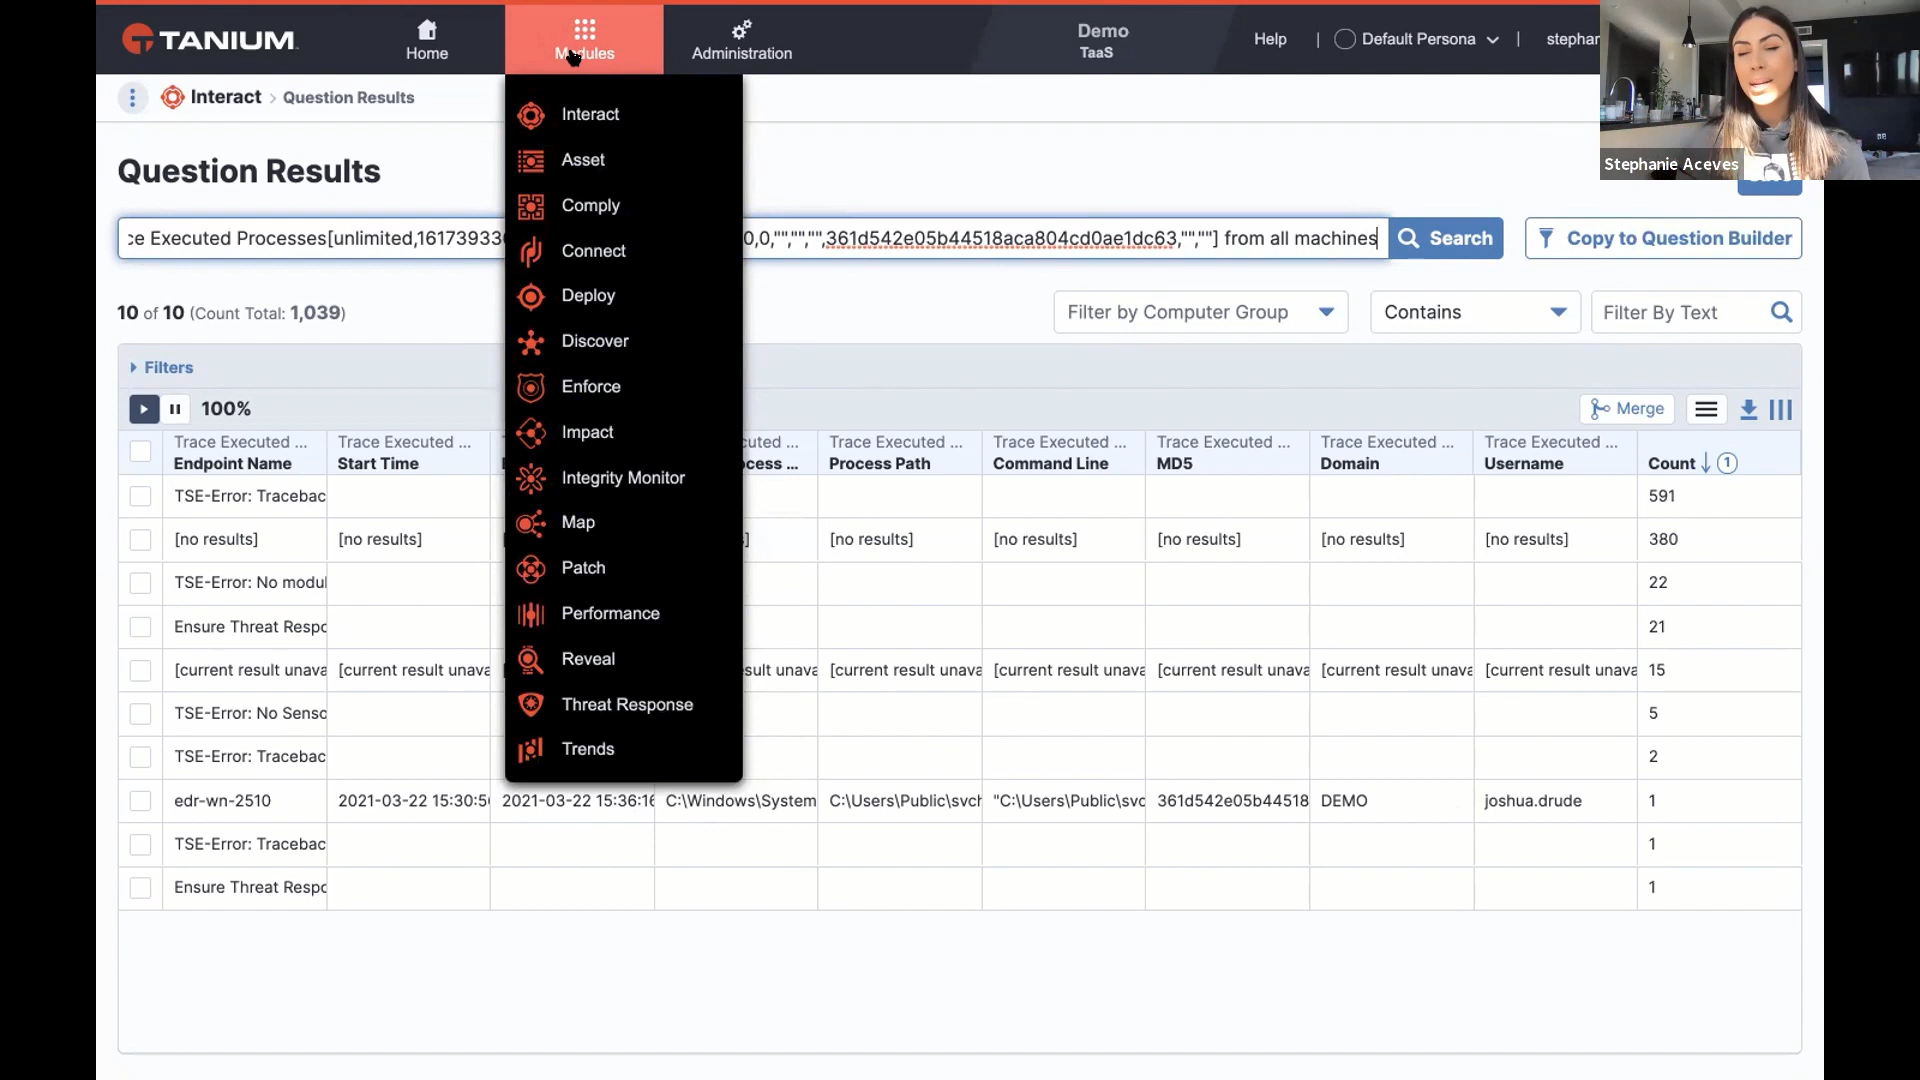 TANIUM
Home
Modules
Administration
Demo
TaaS
Help | Default Persona | stephan
Interact > Question Results
Stephanie Aceves
Question Results
ce Executed Processes[unlimited,161739330 0,0,"","","",361d542e05b44518aca804cd0ae1dc63,"",""] from all machines
Search
Copy to Question Builder
10 of 10 (Count Total: 1,039)
Filter by Computer Group
Contains
Filter By Text
Filters
100%
Merge
Interact
Asset
Comply
Connect
Deploy
Discover
Enforce
Impact
Integrity Monitor
Map
Patch
Performance
Reveal
Threat Response
Trends
Trace Executed ... Trace Executed ... uted ... Trace Executed ... Trace Executed ... Trace Executed ... Trace Executed ... Trace Executed ...
Endpoint Name Start Time ocess ... Process Path Command Line MD5 Domain Username Count 1
TSE-Error: Tracebac 591
[no results] [no results] ] [no results] [no results] [no results] [no results] [no results] 380
TSE-Error: No modul 22
Ensure Threat Respo 21
[current result unava [current result unava sult unava [current result unava [current result unava [current result unava [current result unava [current result unava 15
TSE-Error: No Senso 5
TSE-Error: Tracebac 2
edr-wn-2510 2021-03-22 15:30:50 2021-03-22 15:36:16 C:\Windows\System C:\Users\Public\svch "C:\Users\Public\svc 361d542e05b44518 DEMO joshua.drude 1
TSE-Error: Tracebac 1
Ensure Threat Respo 1